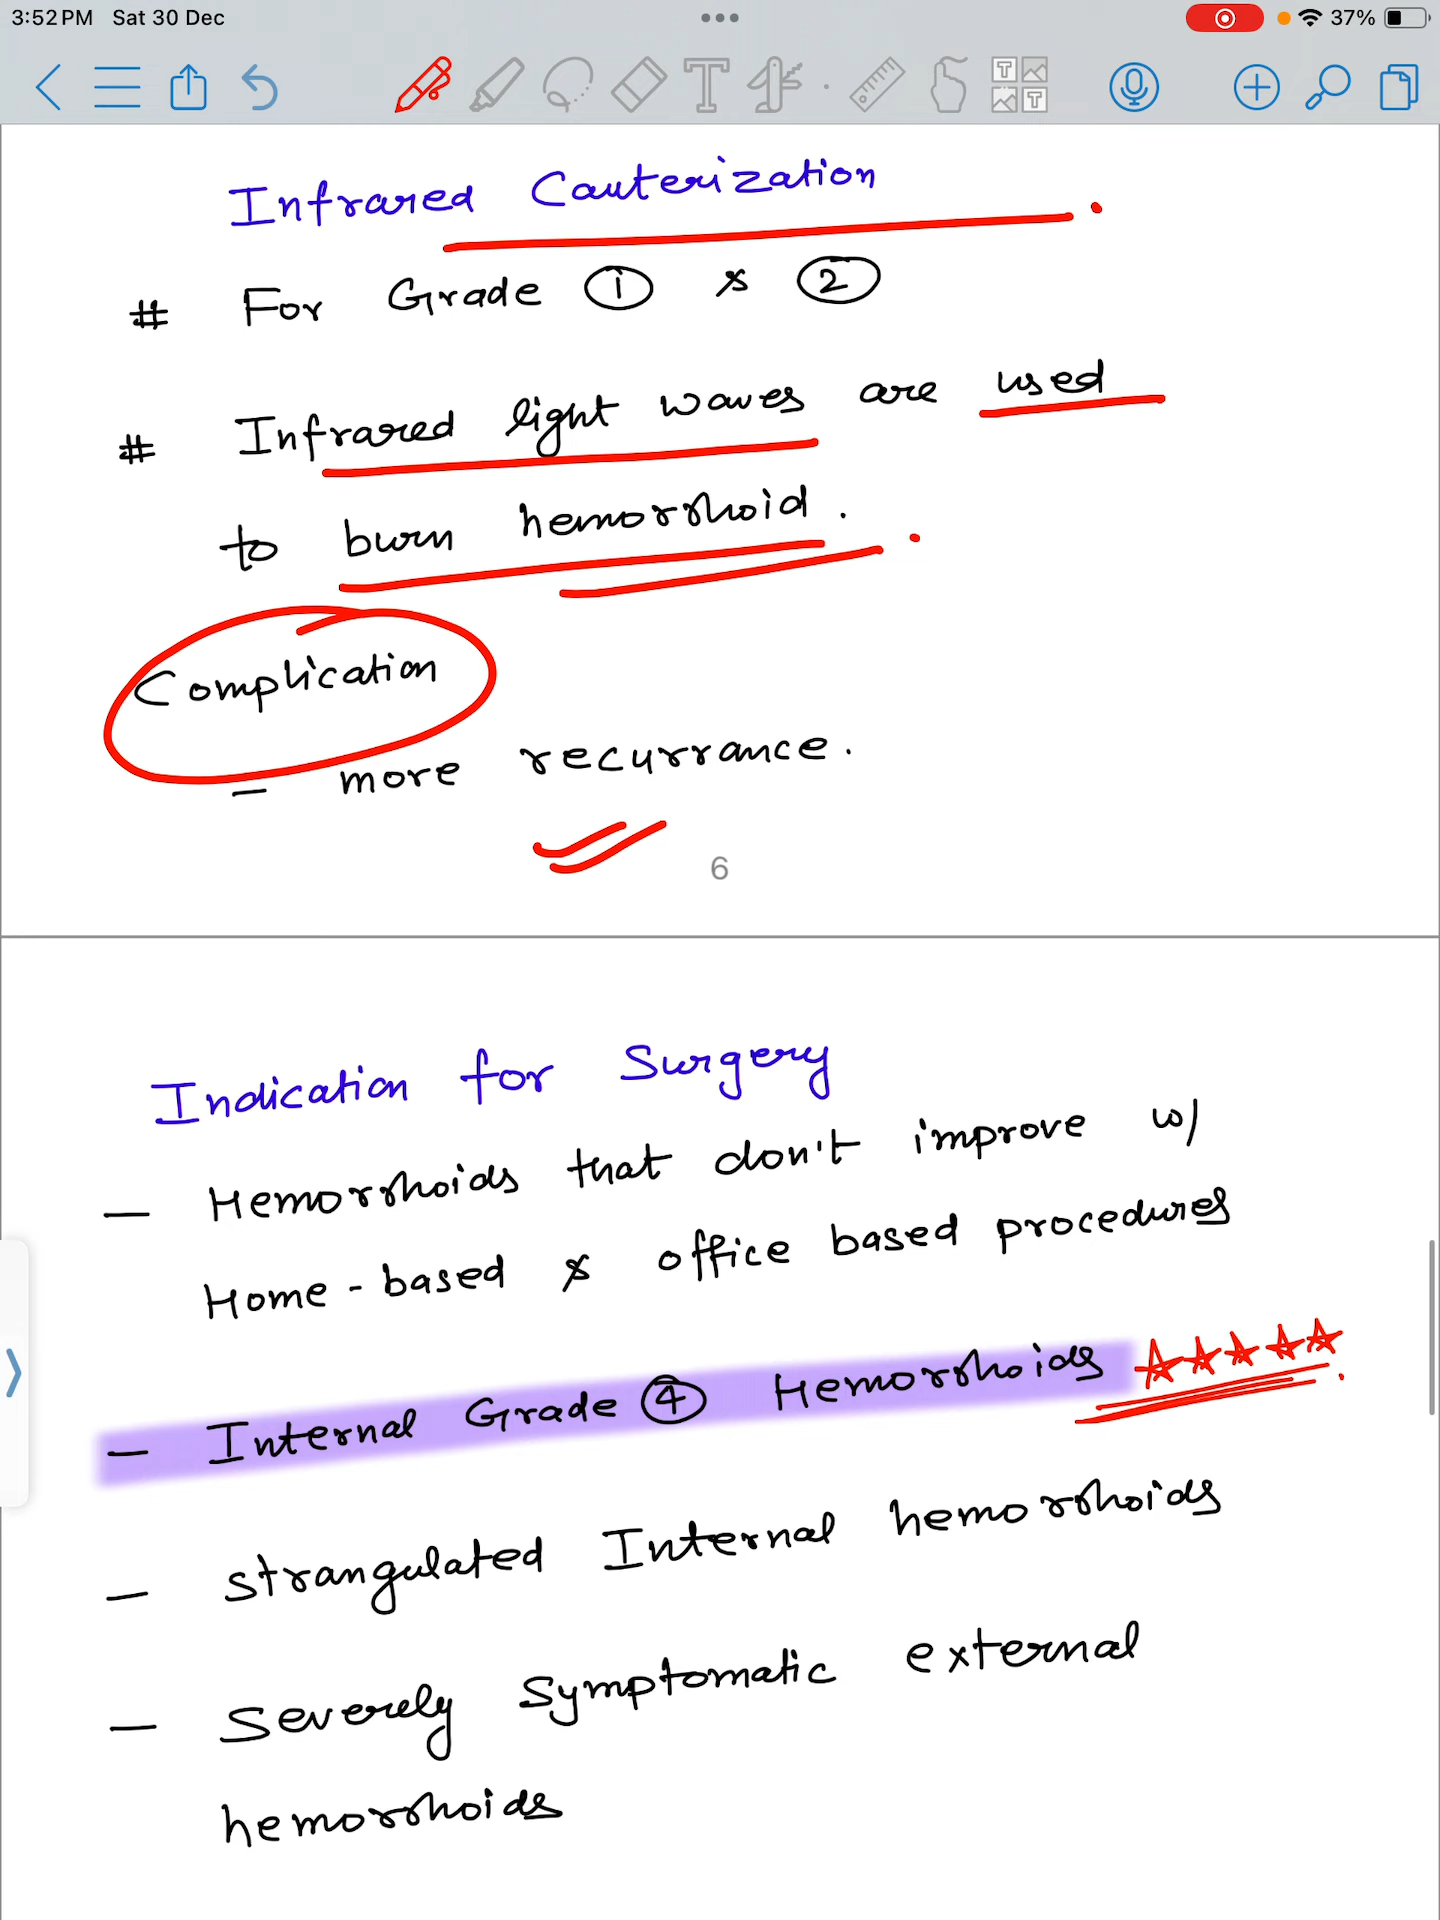 3:52 PM Sat 30 Dec
37%
Infrared Cauterization
# For Grade 1 & 2
# Infrared light waves are used
to burn hemorrhoid.
Complication
- more recurrance.
6
Indication for Surgery
- Hemorrhoids that don't improve w/
Home-based & office based procedures
- Internal Grade 4 Hemorrhoids
- strangulated Internal hemorrhoids
- Severely Symptomatic external
hemorrhoids